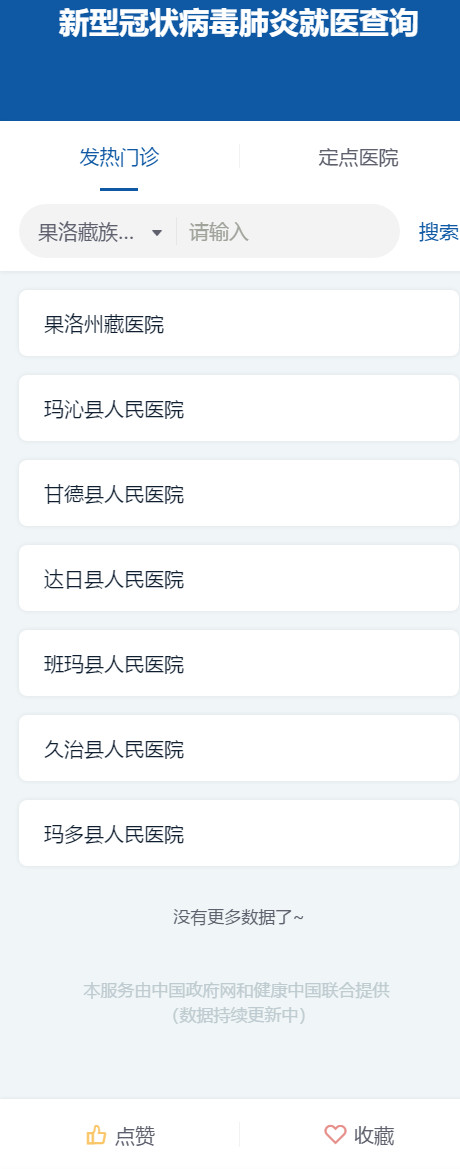 新型冠状病毒肺炎就医查询
发热门诊
定点医院
果洛藏族...
请输入
搜索
果洛州藏医院
玛沁县人民医院
甘德县人民医院
达日县人民医院
班玛县人民医院
久治县人民医院
玛多县人民医院
没有更多数据了~
本服务由中国政府网和健康中国联合提供
（数据持续更新中）
点赞
收藏